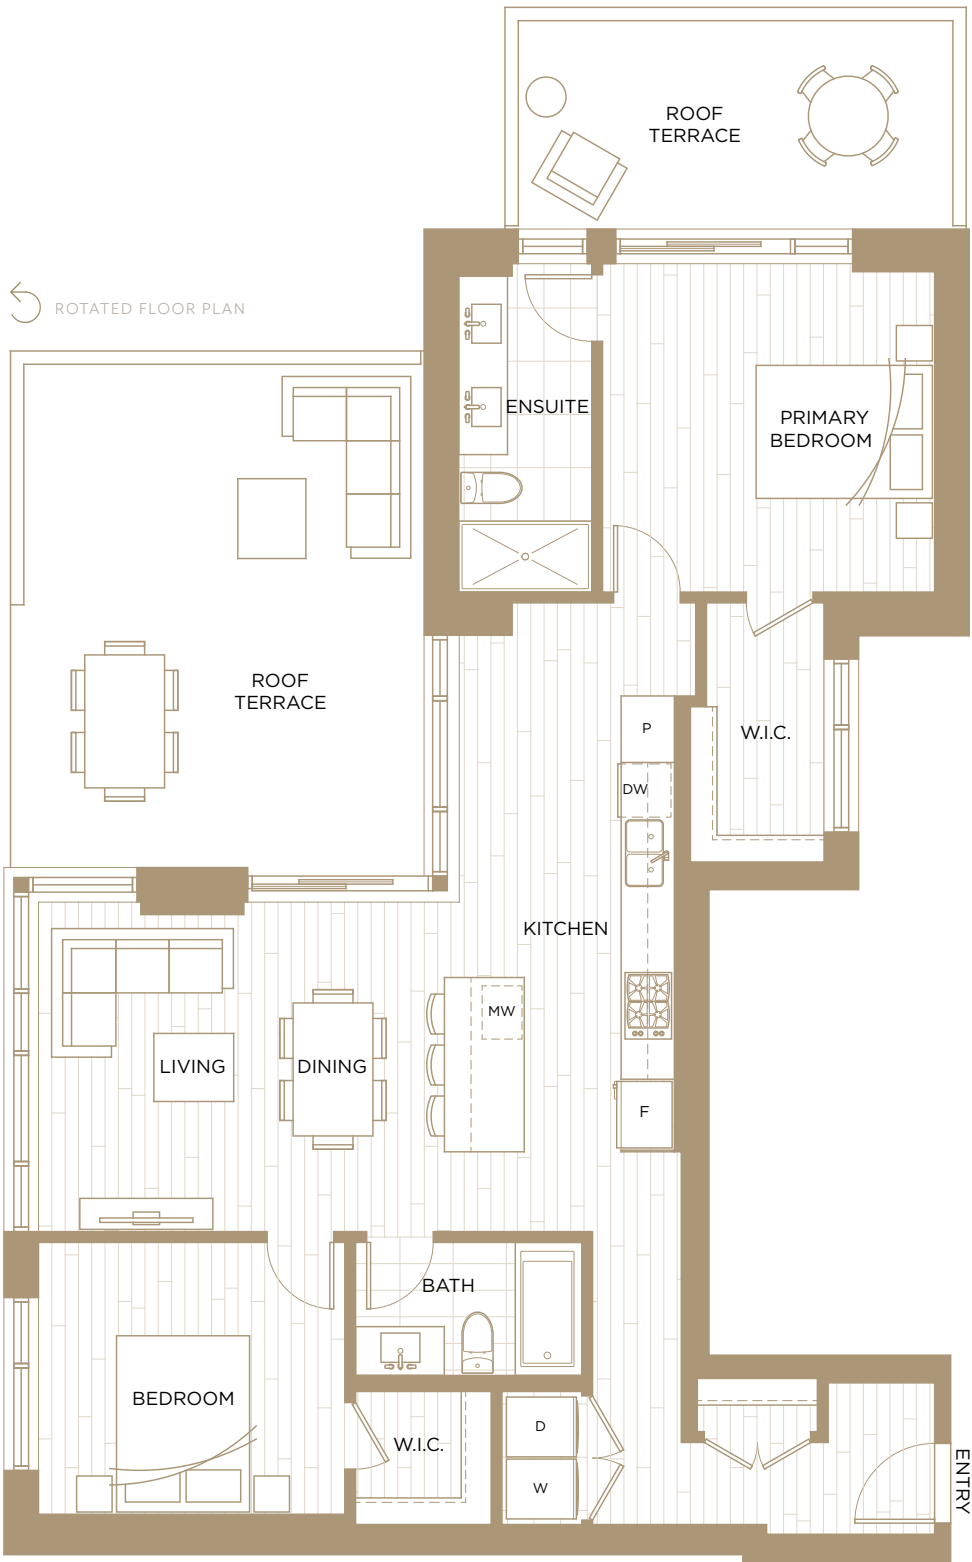 ROOF
TERRACE
ROTATED FLOOR PLAN
ENSUITE
PRIMARY
BEDROOM
ROOF
TERRACE
P
W.I.C.
DW
KITCHEN
MW
LIVING
DINING
F
BATH
BEDROOM
W.I.C.
D
W
ENTRY